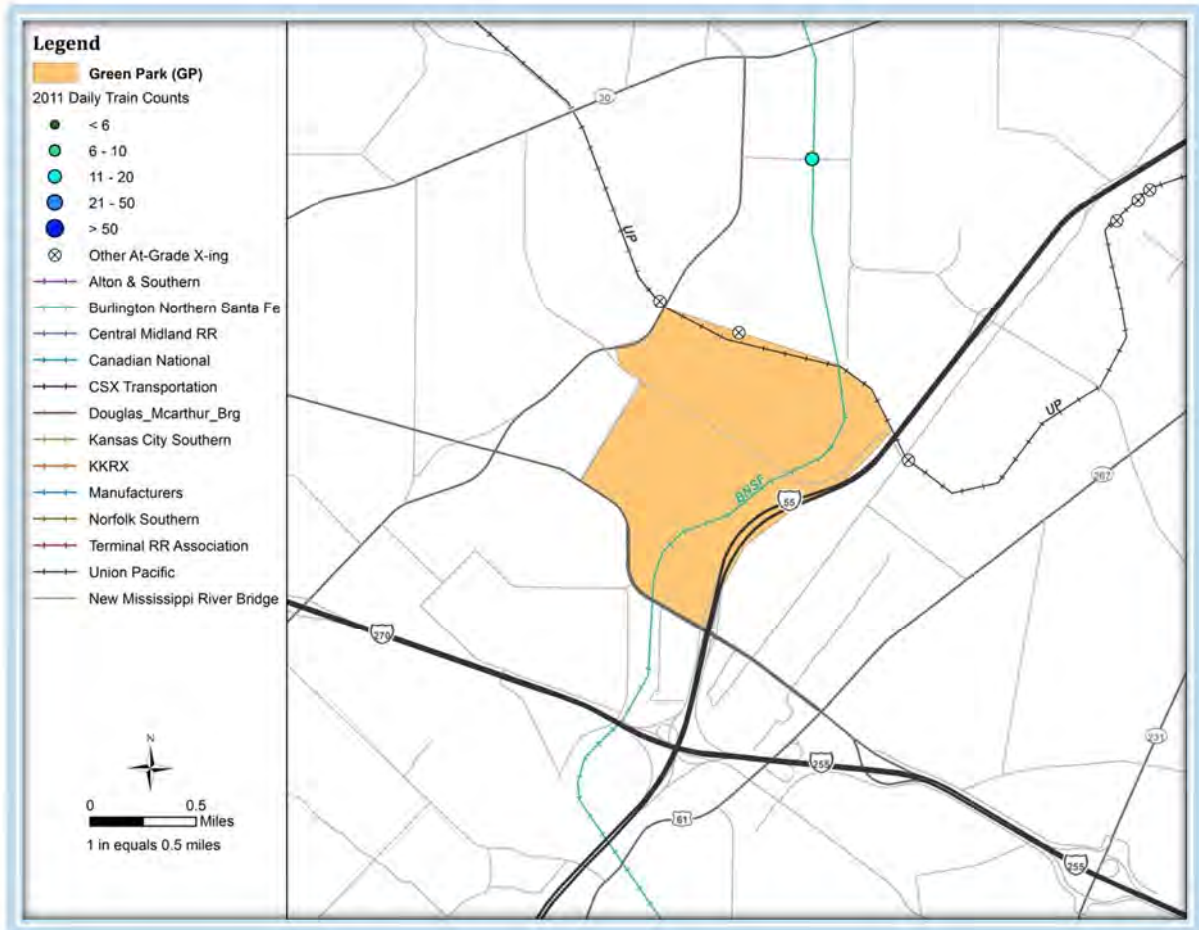 Legend
Green Park (GP)
2011 Daily Train Counts
< 6
6 - 10
11 - 20
21 - 50
> 50
Other At-Grade X-ing
Alton & Southern
Burlington Northern Santa Fe
Central Midland RR
Canadian National
CSX Transportation
Douglas_Mcarthur_Brg
Kansas City Southern
KKRX
Manufacturers
Norfolk Southern
Terminal RR Association
Union Pacific
New Mississippi River Bridge
N
0 0.5
Miles
1 in equals 0.5 miles
30
UP
UP
267
BNSF
55
270
231
255
61
255